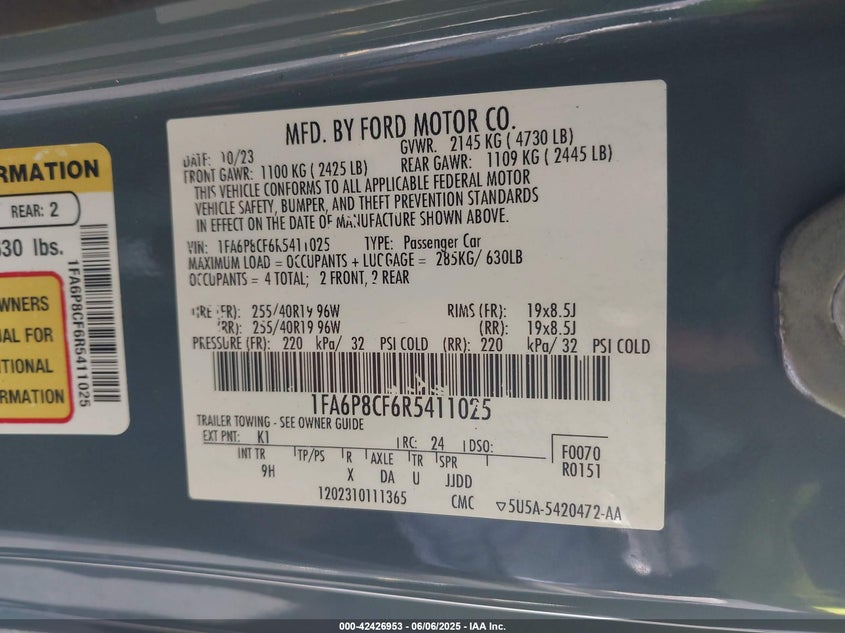 RMATION
REAR: 2
630 lbs.
WNERS
AL FOR
ITIONAL
RMATION
1FA6P8CF6R5411025
MFD. BY FORD MOTOR CO.
DATE: 10/23
GVWR: 2145 KG ( 4730 LB)
FRONT GAWR: 1100 KG ( 2425 LB)
REAR GAWR: 1109 KG ( 2445 LB)
THIS VEHICLE CONFORMS TO ALL APPLICABLE FEDERAL MOTOR
VEHICLE SAFETY, BUMPER, AND THEFT PREVENTION STANDARDS
IN EFFECT ON THE DATE OF MANUFACTURE SHOWN ABOVE.
VIN: 1FA6P8CF6R5411025 TYPE: Passenger Car
MAXIMUM LOAD = OCCUPANTS + LUGGAGE = 285KG/ 630LB
OCCUPANTS = 4 TOTAL; 2 FRONT, 2 REAR
TIRE (FR): 255/40R19 96W RIMS (FR): 19x8.5J
(RR): 255/40R19 96W (RR): 19x8.5J
PRESSURE (FR): 220 kPa/ 32 PSI COLD (RR): 220 kPa/ 32 PSI COLD
1FA6P8CF6R5411025
TRAILER TOWING - SEE OWNER GUIDE
EXT PNT: K1 RC: 24 DSO:
F0070
R0151
INT TR TP/PS R AXLE TR SPR
9H X DA U JJDD
1202310111365 CMC ▽5U5A-5420472-AA
000-42426953 - 06/06/2025 - IAA Inc.